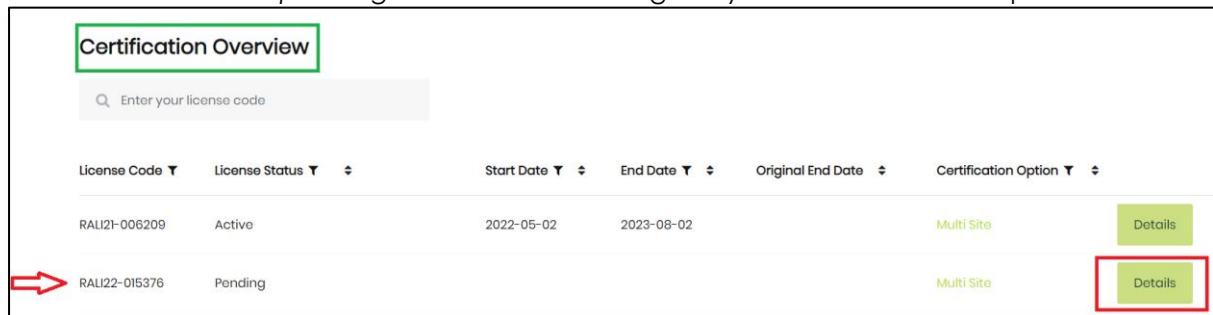 Certification Overview
Enter your license code
License Code License Status Start Date End Date Original End Date Certification Option
RALI21-006209 Active 2022-05-02 2023-08-02 Multi Site Details
RALI22-015376 Pending Multi Site Details